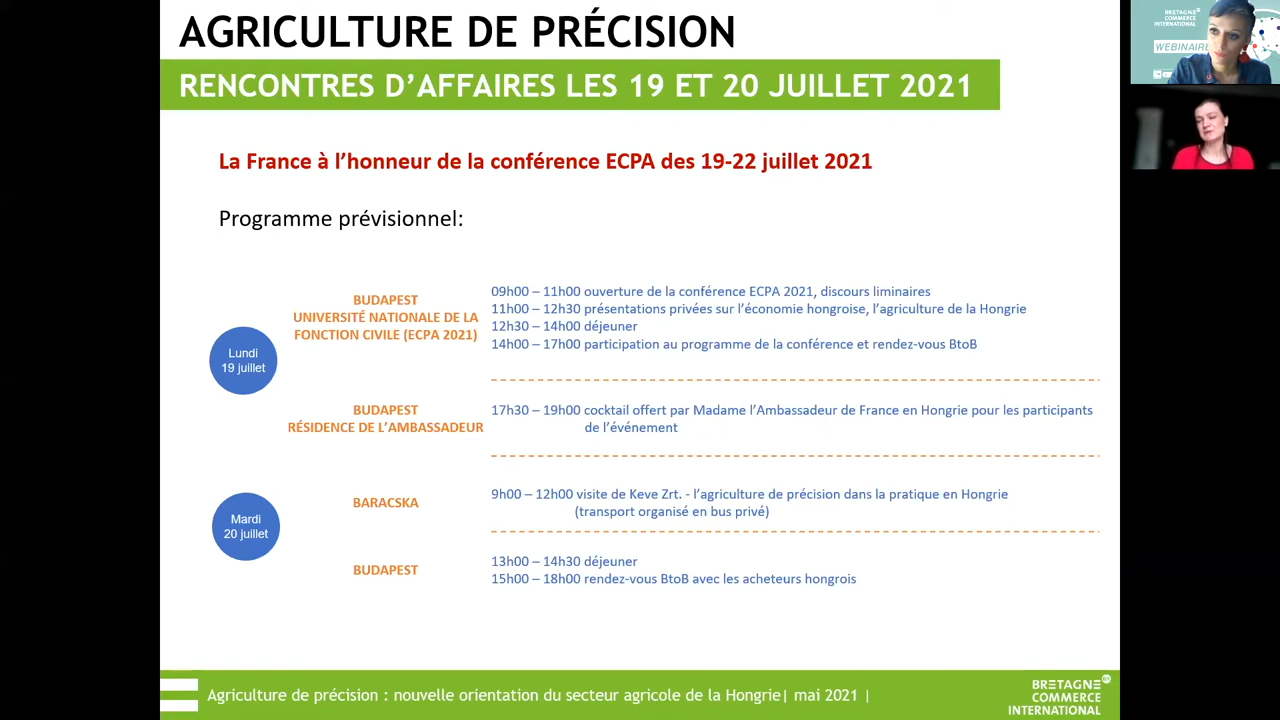 AGRICULTURE DE PRÉCISION
RENCONTRES D’AFFAIRES LES 19 ET 20 JUILLET 2021
La France à l’honneur de la conférence ECPA des 19-22 juillet 2021
Programme prévisionnel:
Lundi
19 juillet
BUDAPEST
UNIVERSITÉ NATIONALE DE LA
FONCTION CIVILE (ECPA 2021)
09h00 – 11h00 ouverture de la conférence ECPA 2021, discours liminaires
11h00 – 12h30 présentations privées sur l’économie hongroise, l’agriculture de la Hongrie
12h30 – 14h00 déjeuner
14h00 – 17h00 participation au programme de la conférence et rendez-vous BtoB
BUDAPEST
RÉSIDENCE DE L’AMBASSADEUR
17h30 – 19h00 cocktail offert par Madame l’Ambassadeur de France en Hongrie pour les participants
de l’événement
Mardi
20 juillet
BARACSKA
9h00 – 12h00 visite de Keve Zrt. - l’agriculture de précision dans la pratique en Hongrie
(transport organisé en bus privé)
BUDAPEST
13h00 – 14h30 déjeuner
15h00 – 18h00 rendez-vous BtoB avec les acheteurs hongrois
Agriculture de précision : nouvelle orientation du secteur agricole de la Hongrie| mai 2021 |
BRETAGNE
COMMERCE
INTERNATIONAL
BRETAGNE
COMMERCE
INTERNATIONAL
WEBINAIRE